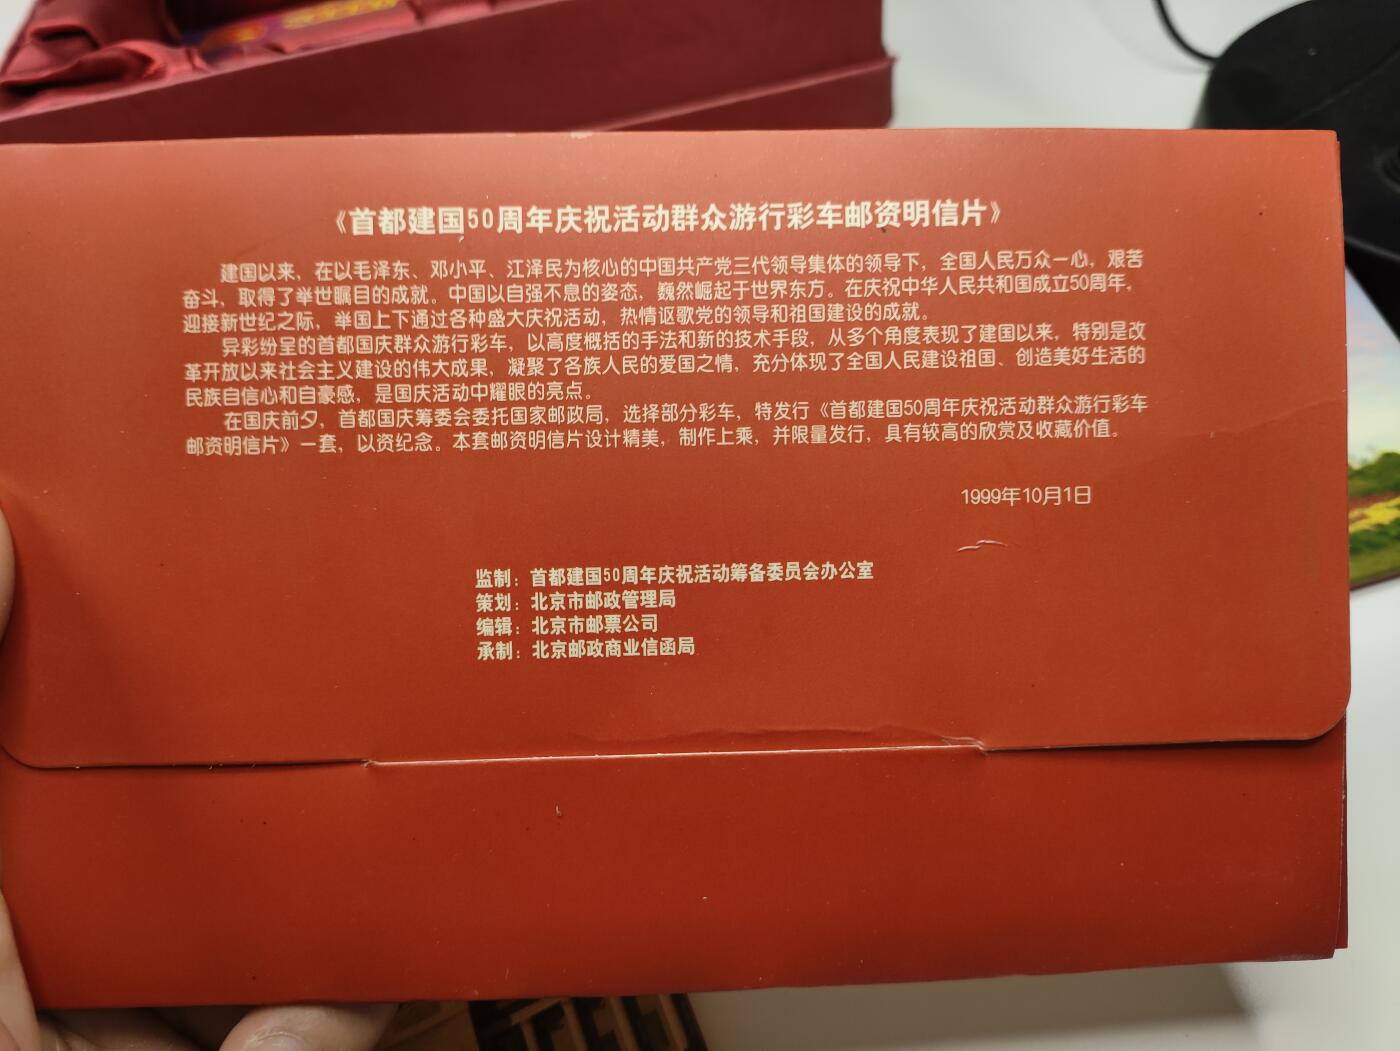 《首都建国50周年庆祝活动群众游行彩车邮资明信片》
建国以来，在以毛泽东、邓小平、江泽民为核心的中国共产党三代领导集体的领导下，全国人民万众一心，艰苦
奋斗，取得了举世瞩目的成就。中国以自强不息的姿态，巍然崛起于世界东方。在庆祝中华人民共和国成立50周年，
迎接新世纪之际，举国上下通过各种盛大庆祝活动，热情讴歌党的领导和祖国建设的成就。
异彩纷呈的首都国庆群众游行彩车，以高度概括的手法和新的技术手段，从多个角度表现了建国以来，特别是改
革开放以来社会主义建设的伟大成果，凝聚了各族人民的爱国之情，充分体现了全国人民建设祖国、创造美好生活的
民族自信心和自豪感，是国庆活动中耀眼的亮点。
在国庆前夕，首都国庆筹委会委托国家邮政局，选择部分彩车，特发行《首都建国50周年庆祝活动群众游行彩车
邮资明信片》一套，以资纪念。本套邮资明信片设计精美，制作上乘，并限量发行，具有较高的欣赏及收藏价值。
1999年10月1日
监制：首都建国50周年庆祝活动筹备委员会办公室
策划：北京市邮政管理局
编辑：北京市邮票公司
承制：北京邮政商业信函局